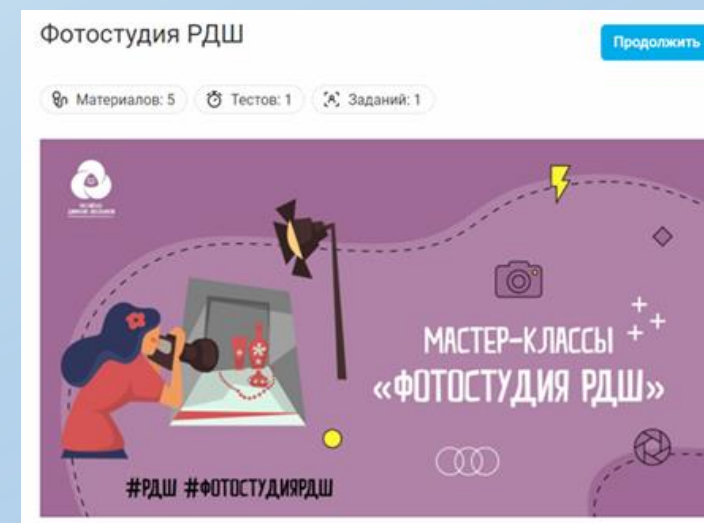 Фотостудия РДШ
Продолжить
Материалов: 5
Тестов: 1
Заданий: 1
МАСТЕР-КЛАССЫ
«ФОТОСТУДИЯ РДШ»
#РДШ #ФОТОСТУДИЯРДШ